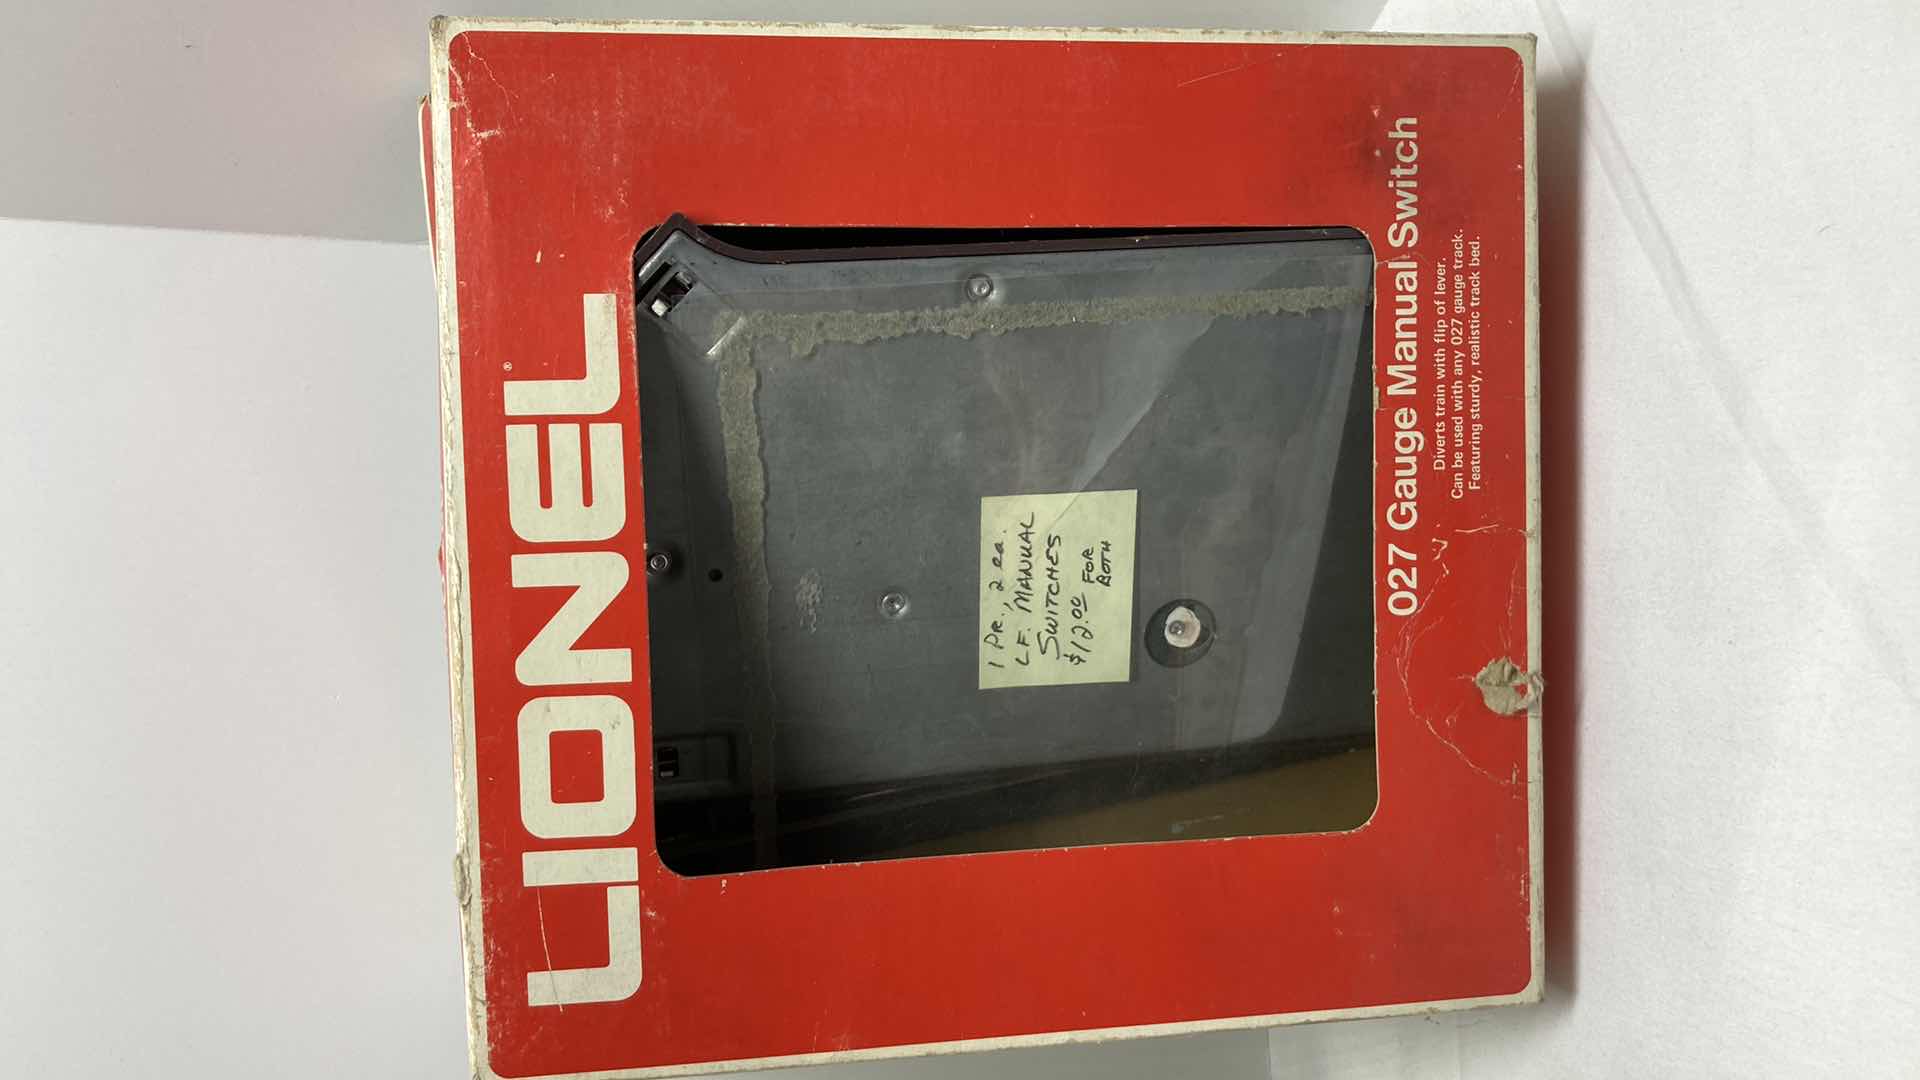 LIONEL®
1 PR., 2 ea.
LF. MANUAL
SWITCHES
$12.00 FOR
BOTH
027 Gauge Manual Switch
Diverts train with flip of lever.
Can be used with any 027 gauge track.
Featuring sturdy, realistic track bed.